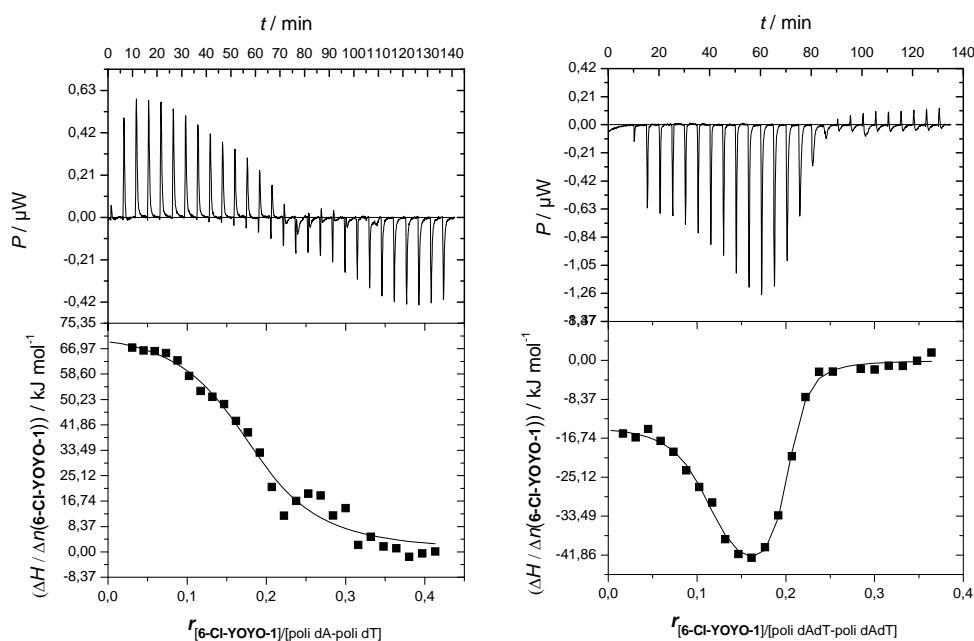 t / min
0 10 20 30 40 50 60 70 80 90 100 110 120 130 140
0,63
0,42
0,21
0,00
-0,21
-0,42
P / µW
75,35
66,97
58,60
50,23
41,86
33,49
25,12
16,74
8,37
0,00
-8,37
(ΔH / Δn(6-Cl-YOYO-1)) / kJ mol⁻¹
0,0 0,1 0,2 0,3 0,4
r[6-Cl-YOYO-1]/[poli dA-poli dT]
t / min
0 20 40 60 80 100 120 140
0,42
0,21
0,00
-0,21
-0,42
-0,63
-0,84
-1,05
-1,26
P / µW
0,00
-8,37
-16,74
-25,12
-33,49
-41,86
(ΔH / Δn(6-Cl-YOYO-1)) / kJ mol⁻¹
0,0 0,1 0,2 0,3 0,4
r[6-Cl-YOYO-1]/[poli dAdT-poli dAdT]